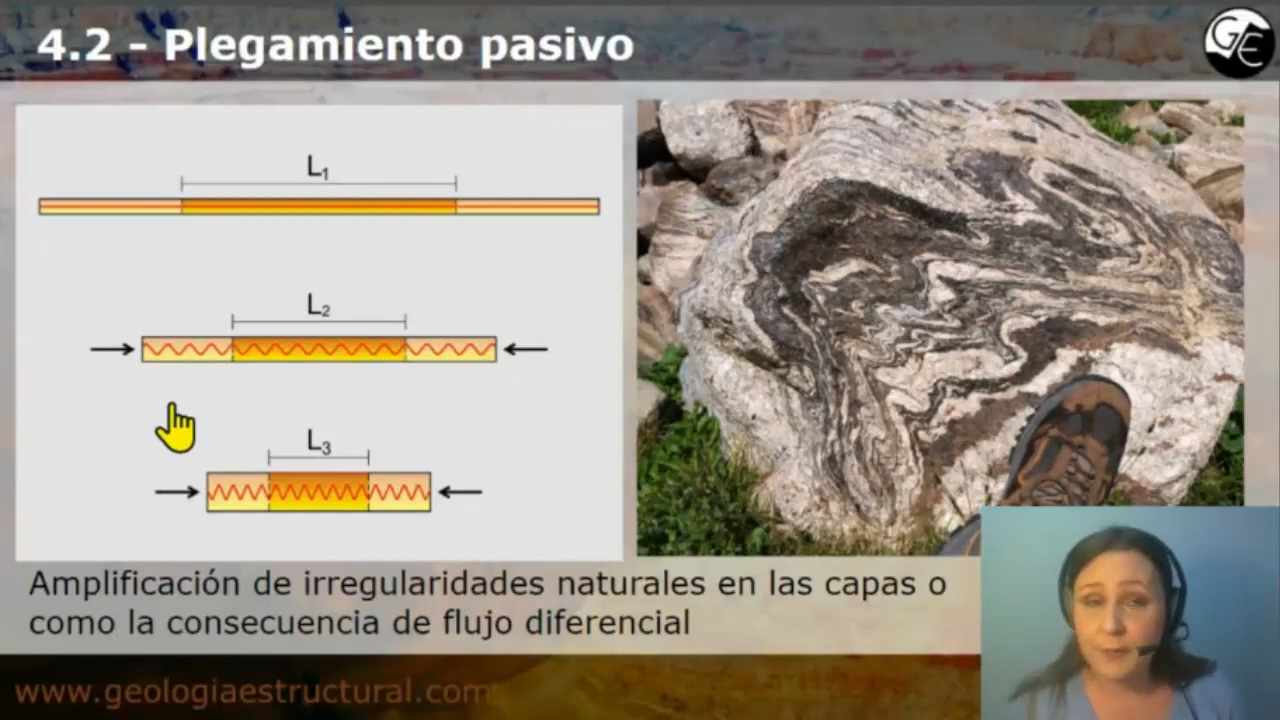 4.2 - Plegamiento pasivo
GE
L₁
L₂
L₃
Amplificación de irregularidades naturales en las capas o
como la consecuencia de flujo diferencial
www.geologiaestructural.com